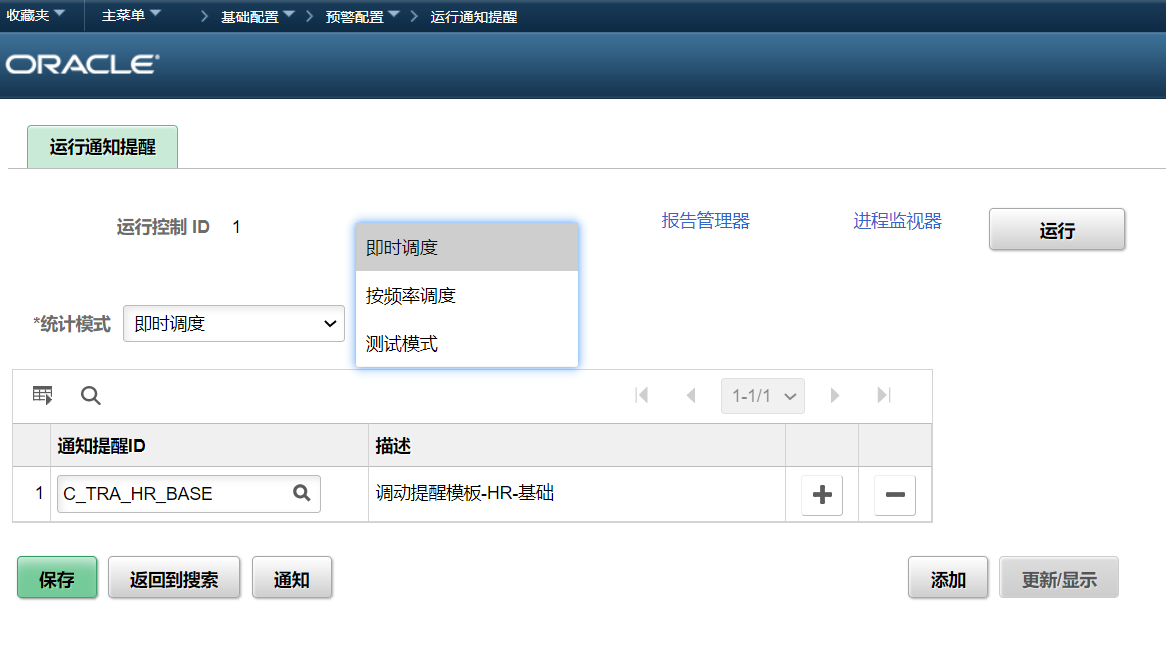 收藏夹 主菜单 基础配置 预警配置 运行通知提醒
ORACLE
运行通知提醒
运行控制 ID 1 报告管理器 进程监视器 运行
即时调度
按频率调度
*统计模式 即时调度
测试模式
1-1/1
通知提醒ID 描述
1 C_TRA_HR_BASE 调动提醒模板-HR-基础
保存 返回到搜索 通知 添加 更新/显示